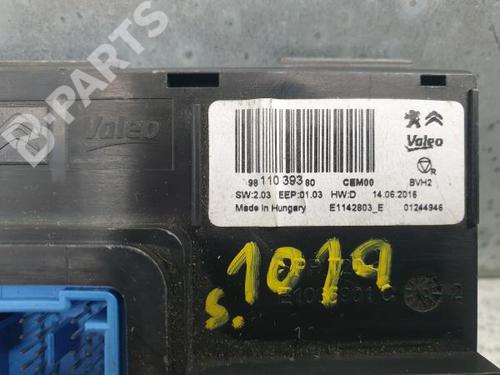 B-PARTS
Valeo
Valeo
98 110 393 80 CEM00 BVH2
SW:2.03 EEP:01.03 HW:D 14.06.2016
Made in Hungary E1142803_E 01244946
s.1019